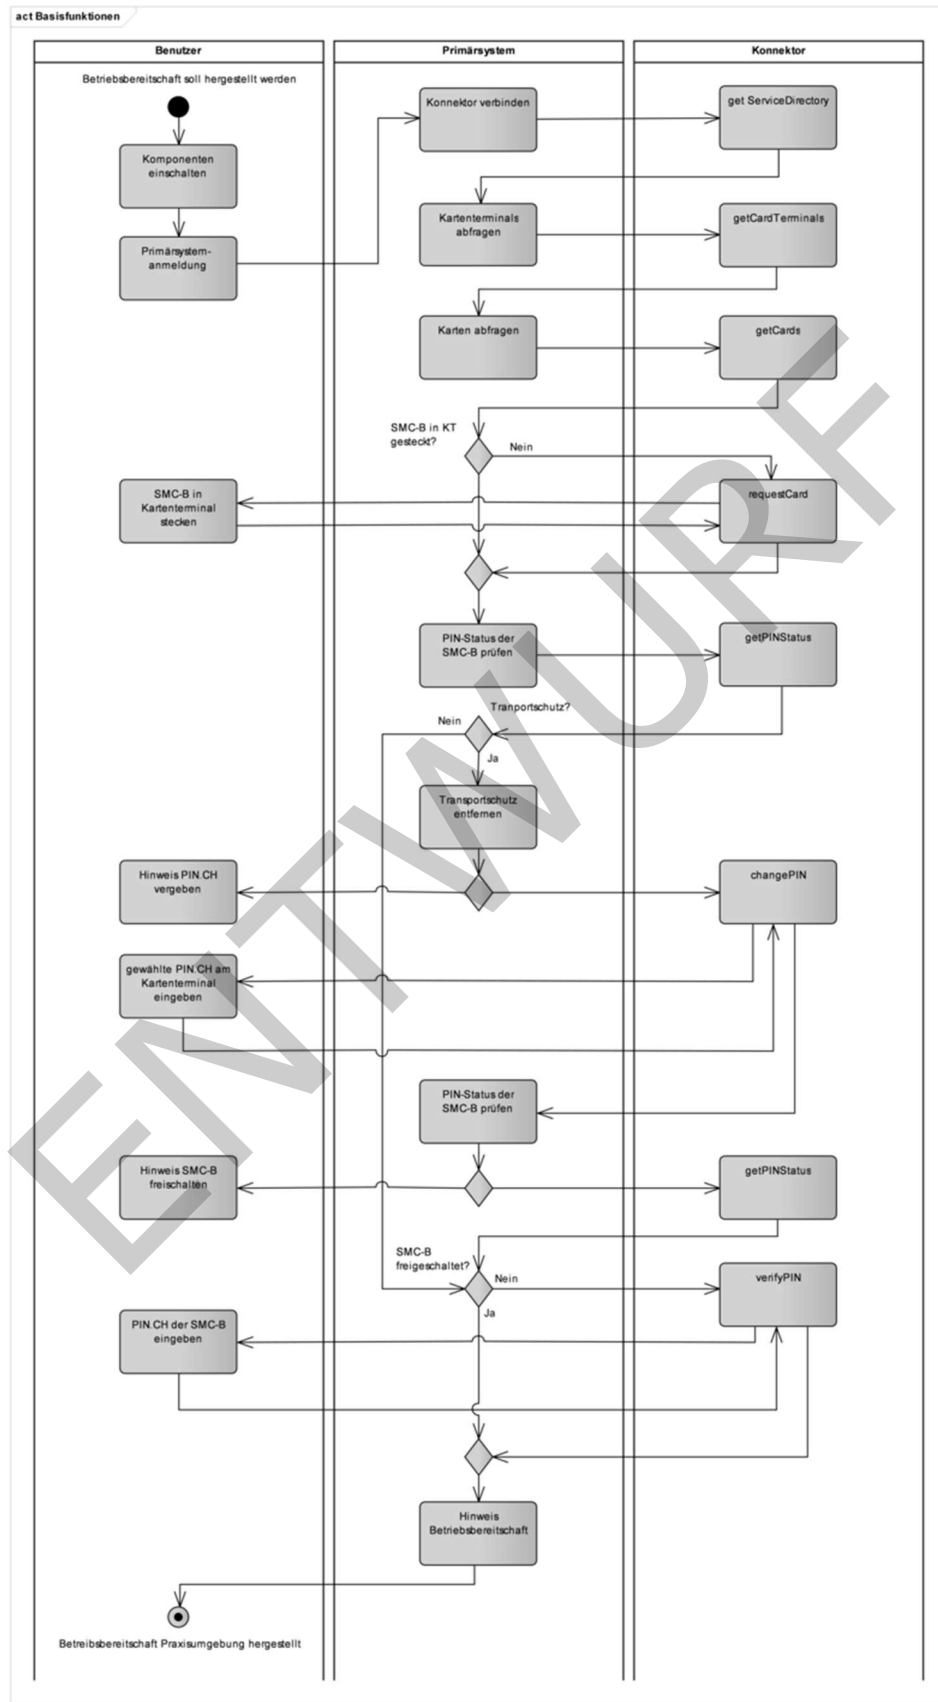 act Basisfunktionen
Benutzer
Primärsystem
Konnektor
Betriebsbereitschaft soll hergestellt werden
Konnektor verbinden
get ServiceDirectory
Komponenten
einschalten
Kartenterminals
abfragen
getCardTerminals
Primärsystem-
anmeldung
Karten abfragen
getCards
SMC-B in KT
gesteckt?
Nein
SMC-B in
Kartenterminal
stecken
requestCard
PIN-Status der
SMC-B prüfen
getPINStatus
Tranportschutz?
Nein
Ja
Transportschutz
entfernen
Hinweis PIN.CH
vergeben
changePIN
gewählte PIN.CH am
Kartenterminal
eingeben
PIN-Status der
SMC-B prüfen
Hinweis SMC-B
freischalten
getPINStatus
SMC-B
freigeschaltet?
Nein
Ja
verifyPIN
PIN.CH der SMC-B
eingeben
Hinweis
Betriebsbereitschaft
Betreibsbereitschaft Praxisumgebung hergestellt
ENTWURF